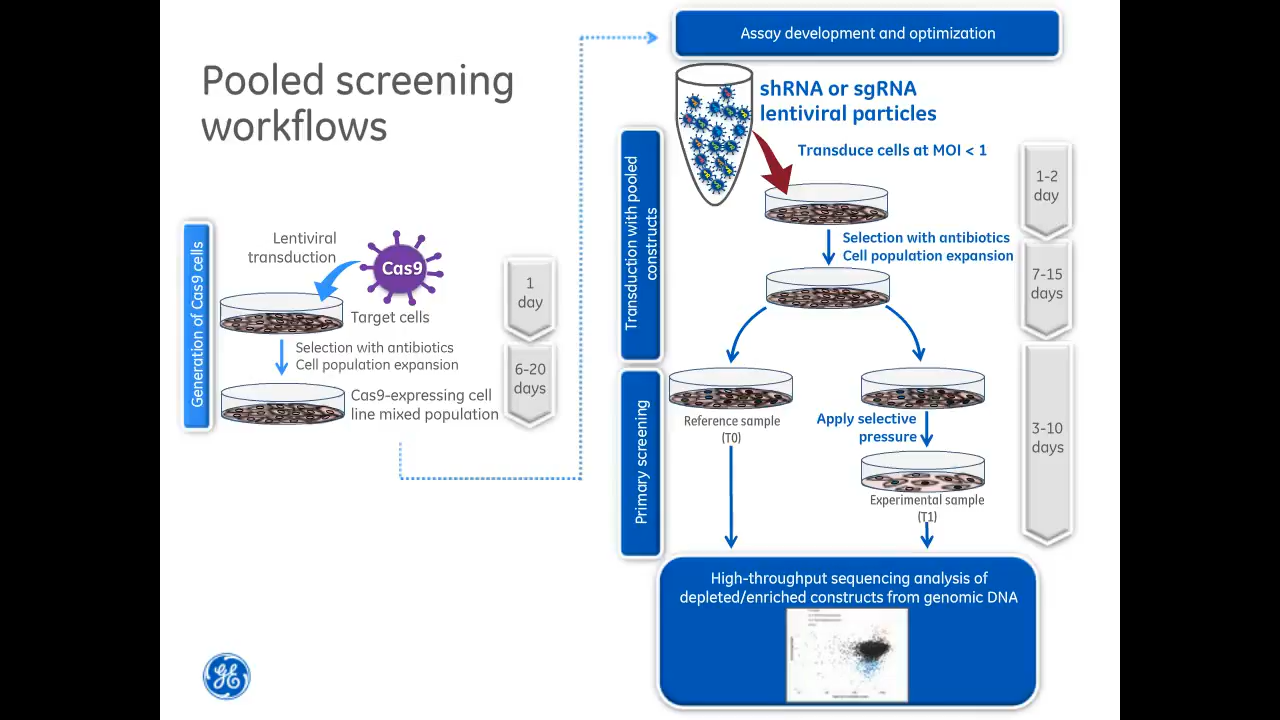 Pooled screening
workflows
Generation of Cas9 cells
Lentiviral
transduction
Cas9
Target cells
Selection with antibiotics
Cell population expansion
Cas9-expressing cell
line mixed population
1
day
6-20
days
Assay development and optimization
shRNA or sgRNA
lentiviral particles
Transduction with pooled
constructs
Transduce cells at MOI < 1
1-2
day
Selection with antibiotics
Cell population expansion
7-15
days
Primary screening
Reference sample
(T0)
Apply selective
pressure
Experimental sample
(T1)
3-10
days
High-throughput sequencing analysis of
depleted/enriched constructs from genomic DNA
GE